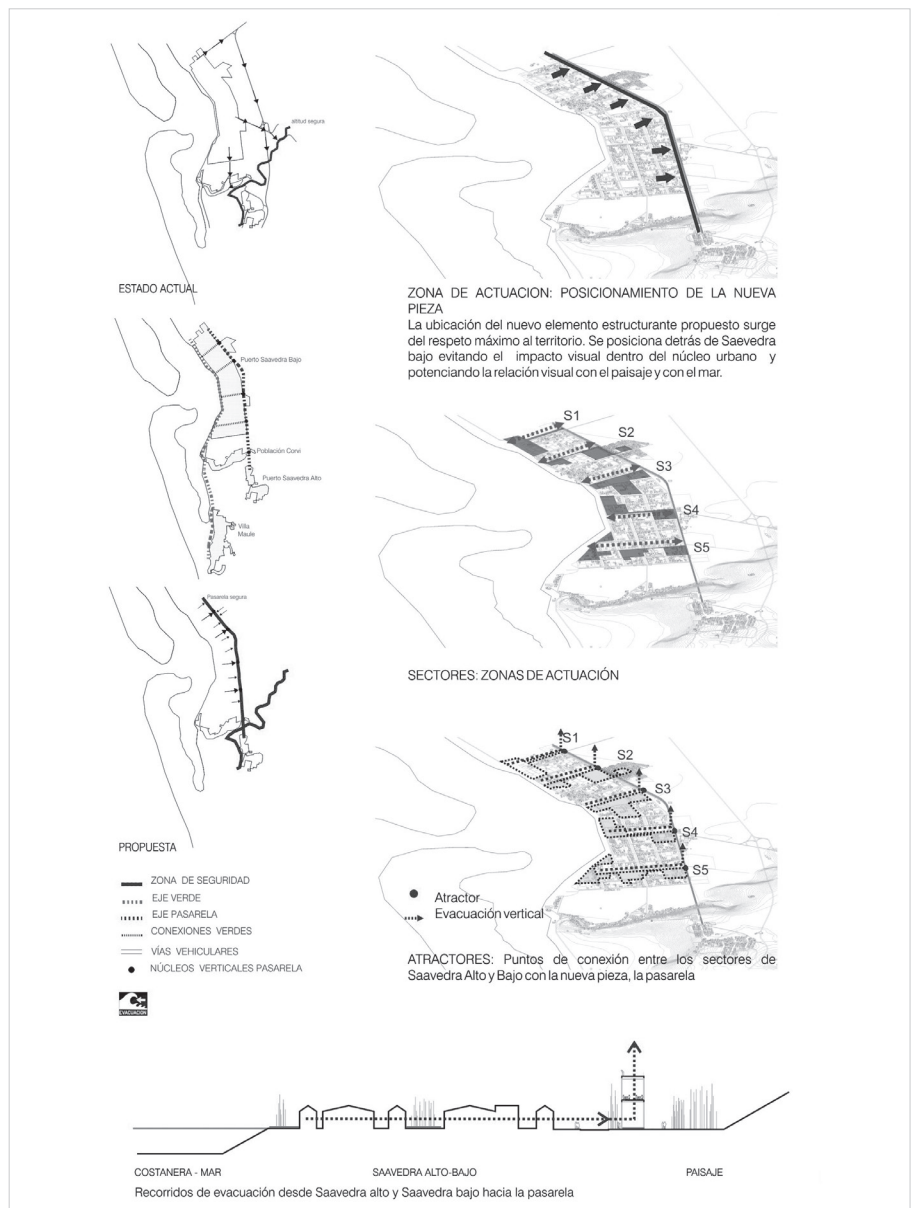 altitud segura
ESTADO ACTUAL
Puerto Saavedra Bajo
Población Corvi
Puerto Saavedra Alto
Villa
Maule
Pasarela segura
PROPUESTA
ZONA DE SEGURIDAD
EJE VERDE
EJE PASARELA
CONEXIONES VERDES
VÍAS VEHICULARES
NÚCLEOS VERTICALES PASARELA
EVACUACION
ZONA DE ACTUACION: POSICIONAMIENTO DE LA NUEVA
PIEZA
La ubicación del nuevo elemento estructurante propuesto surge
del respeto máximo al territorio. Se posiciona detrás de Saevedra
bajo evitando el impacto visual dentro del núcleo urbano y
potenciando la relación visual con el paisaje y con el mar.
S1
S2
S3
S4
S5
SECTORES: ZONAS DE ACTUACIÓN
S1
S2
S3
S4
S5
Atractor
Evacuación vertical
ATRACTORES: Puntos de conexión entre los sectores de
Saavedra Alto y Bajo con la nueva pieza, la pasarela
COSTANERA - MAR
SAAVEDRA ALTO-BAJO
PAISAJE
Recorridos de evacuación desde Saavedra alto y Saavedra bajo hacia la pasarela